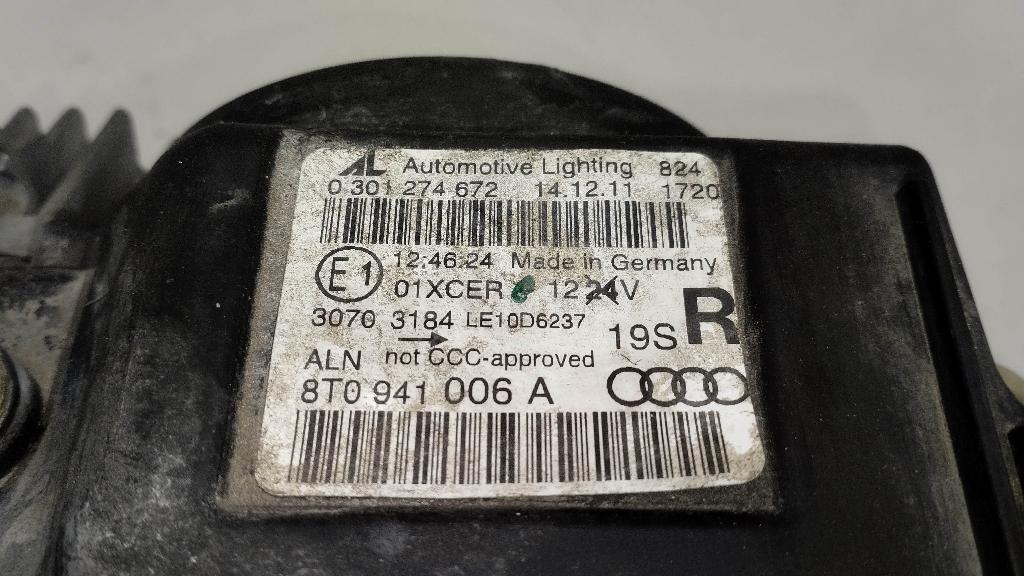 AL Automotive Lighting 824
0 301 274 672 14.12.11 1720
E1 12:46:24 Made in Germany
01XCER 12 24V
3070 3184 LE10D6237 19S R
ALN not CCC-approved
8T0 941 006 A